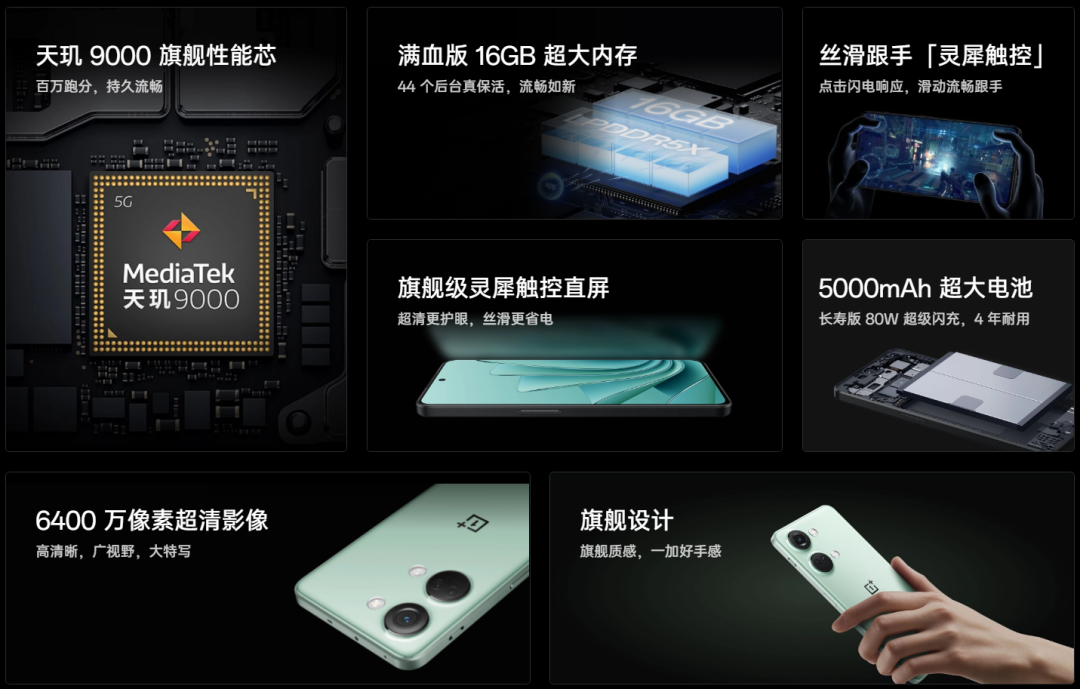 天玑 9000 旗舰性能芯
百万跑分，持久流畅
5G
MediaTek
天玑9000
满血版 16GB 超大内存
44 个后台真保活，流畅如新
16GB
LPDDR5X
丝滑跟手「灵犀触控」
点击闪电响应，滑动流畅跟手
旗舰级灵犀触控直屏
超清更护眼，丝滑更省电
5000mAh 超大电池
长寿版 80W 超级闪充，4 年耐用
6400 万像素超清影像
高清晰，广视野，大特写
旗舰设计
旗舰质感，一加好手感